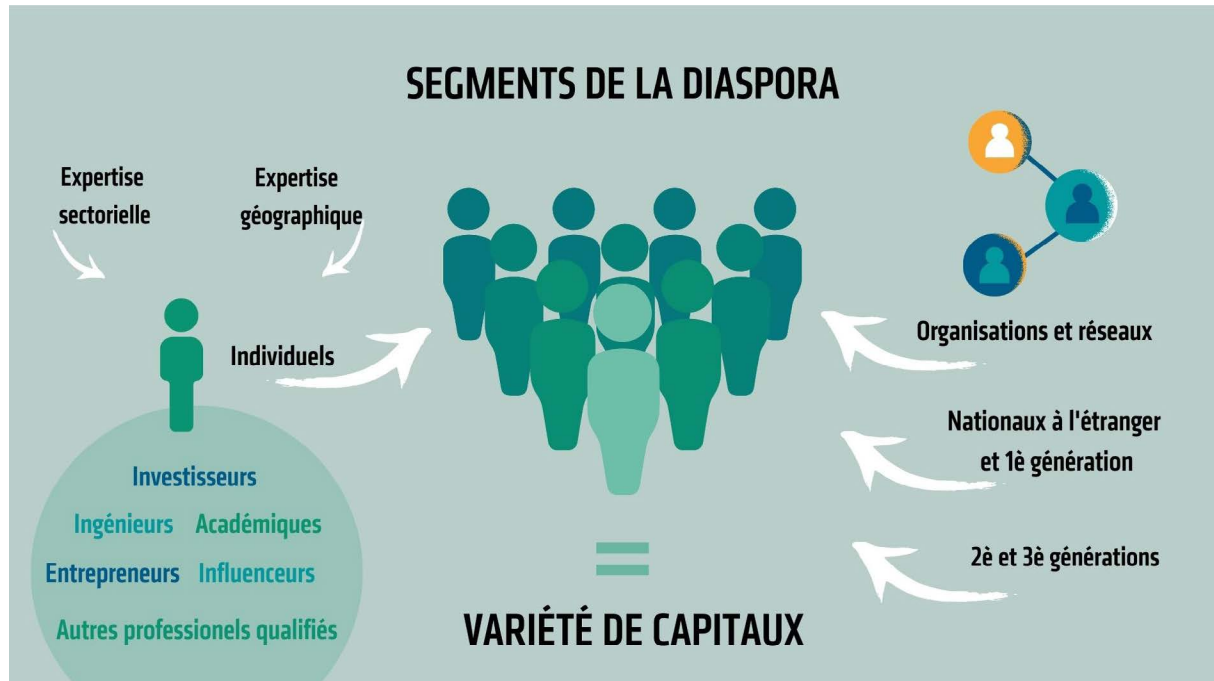 SEGMENTS DE LA DIASPORA
Expertise
sectorielle
Expertise
géographique
Individuels
Investisseurs
Ingénieurs Académiques
Entrepreneurs Influenceurs
Autres professionels qualifiés
Organisations et réseaux
Nationaux à l'étranger
et 1è génération
2è et 3è générations
=
VARIÉTÉ DE CAPITAUX